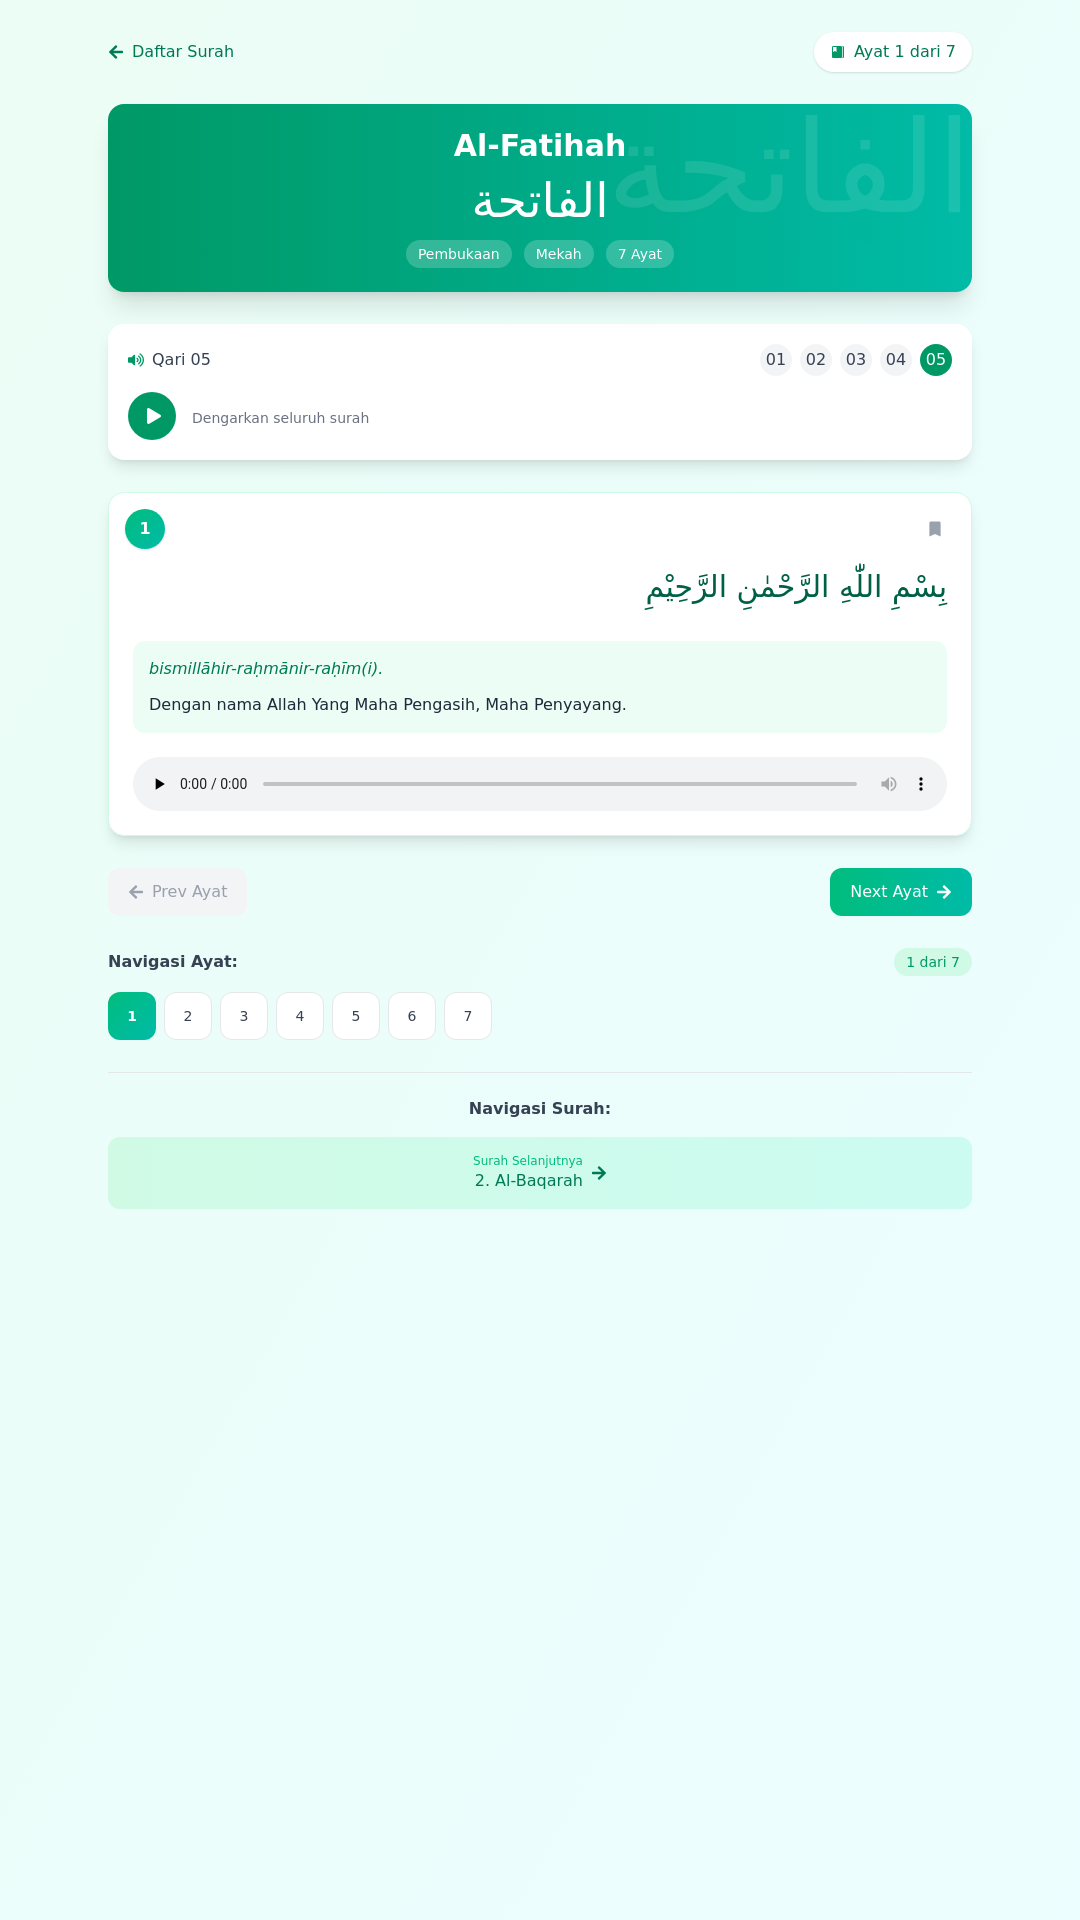 Daftar Surah
Ayat 1 dari 7
Al-Fatihah
الفاتحة
الفاتحة
Pembukaan Mekah 7 Ayat
Qari 05
01 02 03 04 05
Dengarkan seluruh surah
1
بِسْمِ اللّٰهِ الرَّحْمٰنِ الرَّحِيْمِ
bismillāhir-raḥmānir-raḥīm(i).
Dengan nama Allah Yang Maha Pengasih, Maha Penyayang.
0:00 / 0:00
Prev Ayat
Next Ayat
Navigasi Ayat:
1 dari 7
1 2 3 4 5 6 7
Navigasi Surah:
Surah Selanjutnya
2. Al-Baqarah